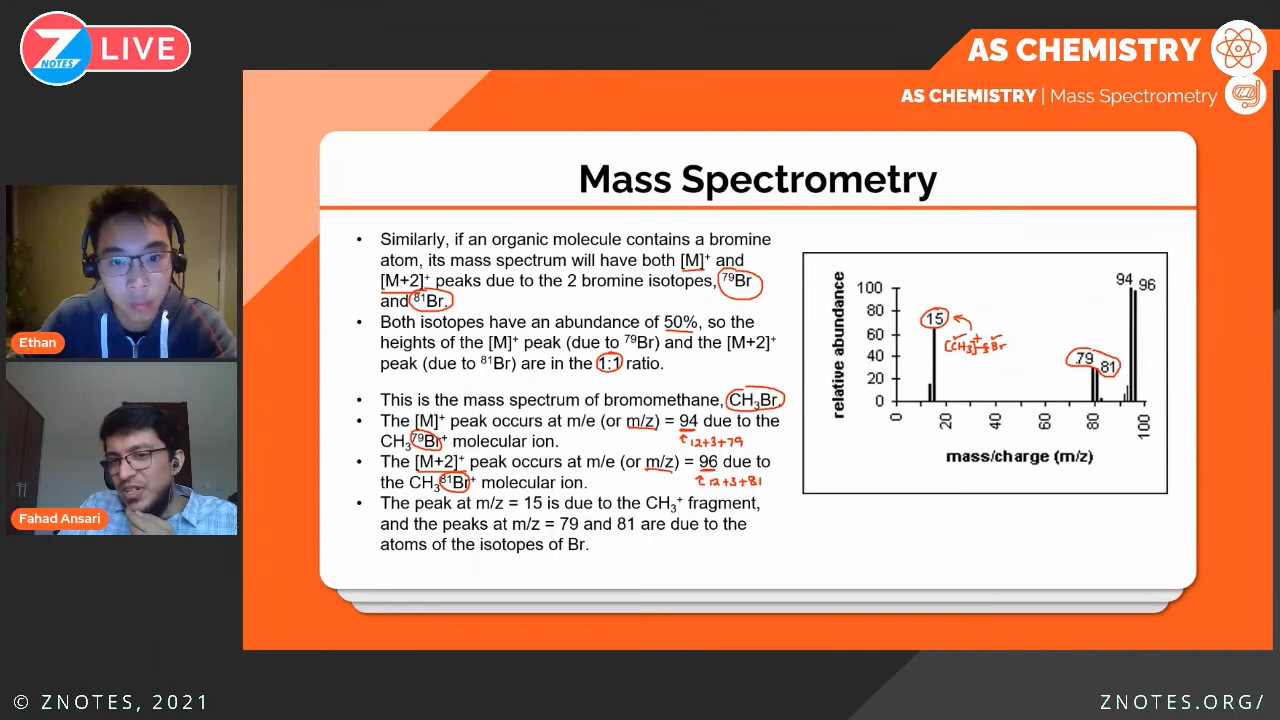 Z NOTES
LIVE
AS CHEMISTRY
AS CHEMISTRY | Mass Spectrometry
Mass Spectrometry
• Similarly, if an organic molecule contains a bromine
atom, its mass spectrum will have both [M]⁺ and
[M+2]⁺ peaks due to the 2 bromine isotopes, ⁷⁹Br
and ⁸¹Br.
• Both isotopes have an abundance of 50%, so the
heights of the [M]⁺ peak (due to ⁷⁹Br) and the [M+2]⁺
peak (due to ⁸¹Br) are in the 1:1 ratio.
• This is the mass spectrum of bromomethane, CH₃Br.
• The [M]⁺ peak occurs at m/e (or m/z) = 94 due to the
CH₃⁷⁹Br⁺ molecular ion.
↑12+3+79
• The [M+2]⁺ peak occurs at m/e (or m/z) = 96 due to
the CH₃⁸¹Br⁺ molecular ion.
↑12+3+81
• The peak at m/z = 15 is due to the CH₃⁺ fragment,
and the peaks at m/z = 79 and 81 are due to the
atoms of the isotopes of Br.
relative abundance
100
80
60
40
20
0
15
79
81
94
96
0
20
40
60
80
100
mass/charge (m/z)
Ethan
Fahad Ansari
© ZNOTES, 2021
ZNOTES.ORG/